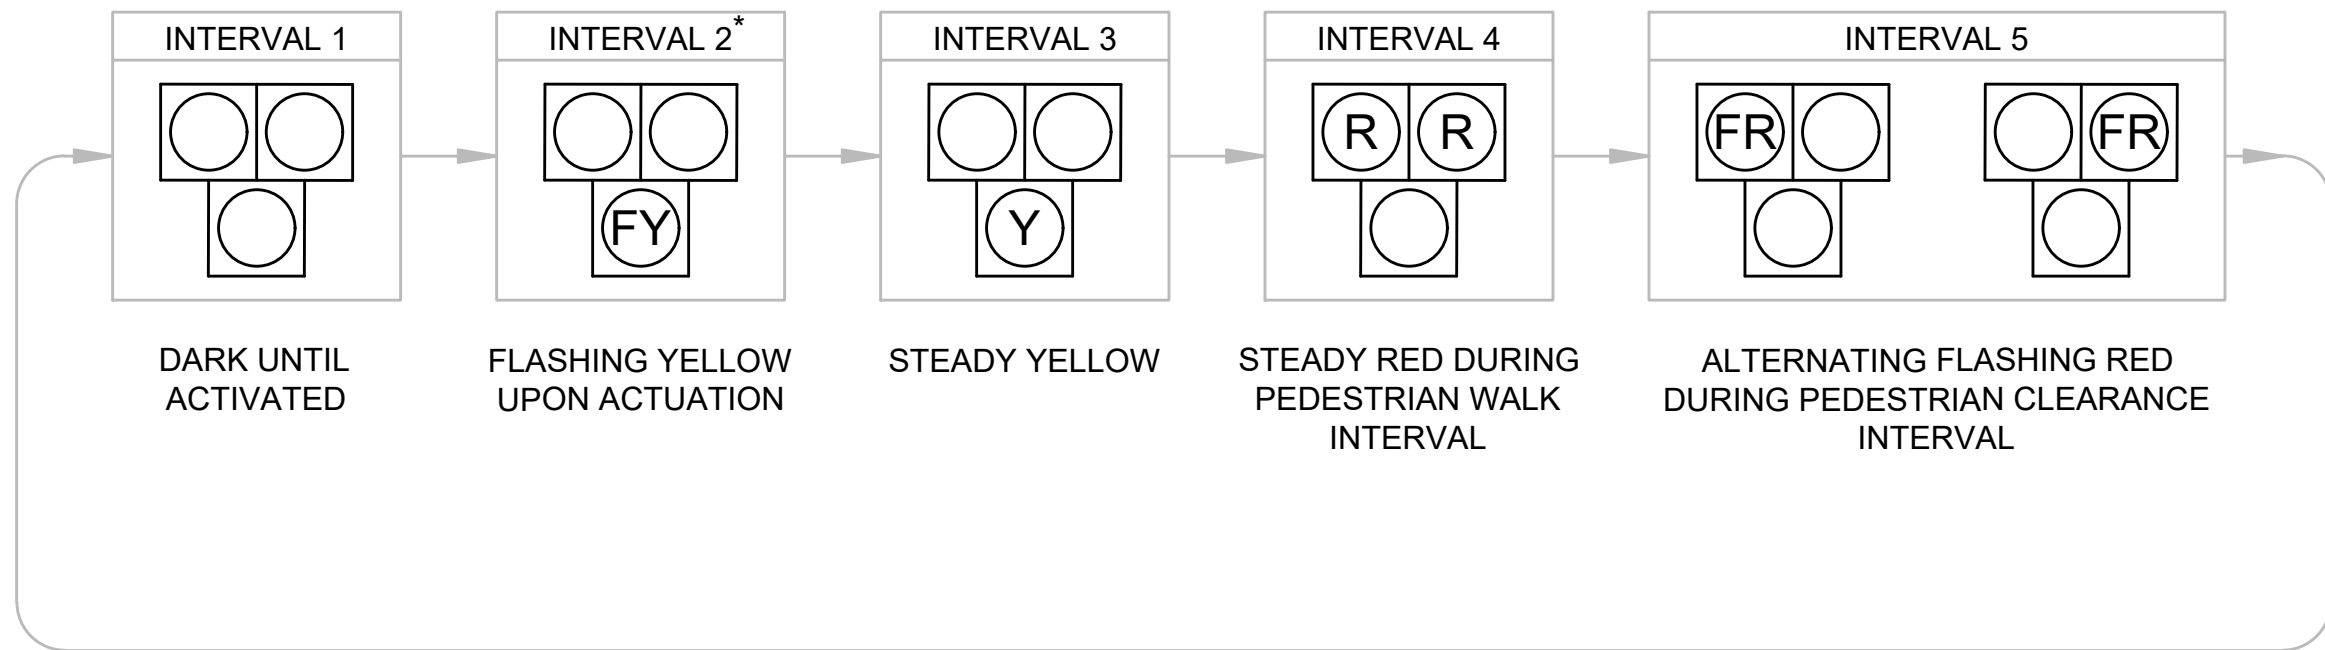 INTERVAL 1
INTERVAL 2*
INTERVAL 3
INTERVAL 4
INTERVAL 5
FY
Y
R R
FR
FR
DARK UNTIL
ACTIVATED
FLASHING YELLOW
UPON ACTUATION
STEADY YELLOW
STEADY RED DURING
PEDESTRIAN WALK
INTERVAL
ALTERNATING FLASHING RED
DURING PEDESTRIAN CLEARANCE
INTERVAL